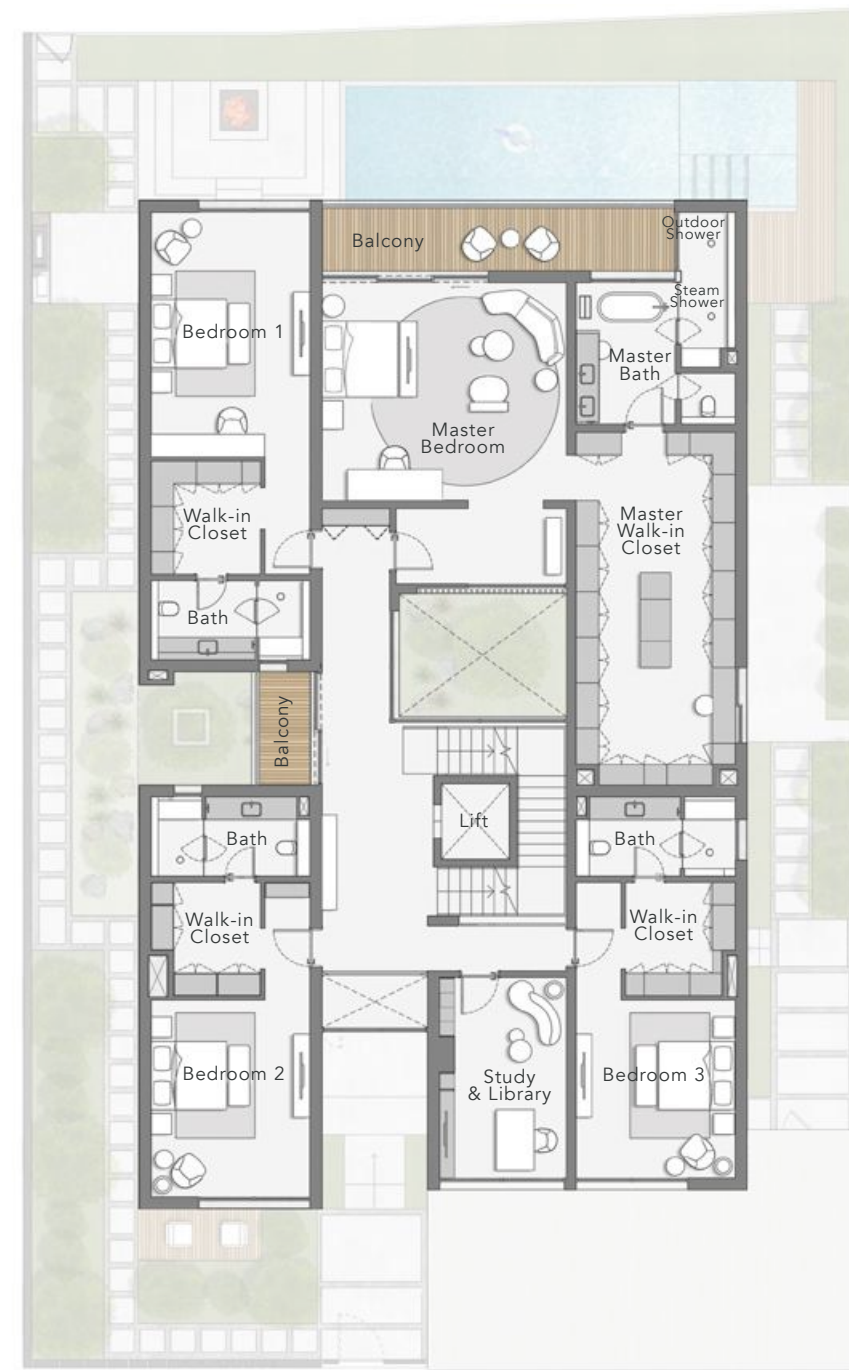 Outdoor
Shower
Balcony
Steam
Shower
Bedroom 1
Master
Bath
Master
Bedroom
Walk-in
Closet
Master
Walk-in
Closet
Bath
Balcony
Lift
Bath
Bath
Walk-in
Closet
Walk-in
Closet
Bedroom 2
Study
& Library
Bedroom 3